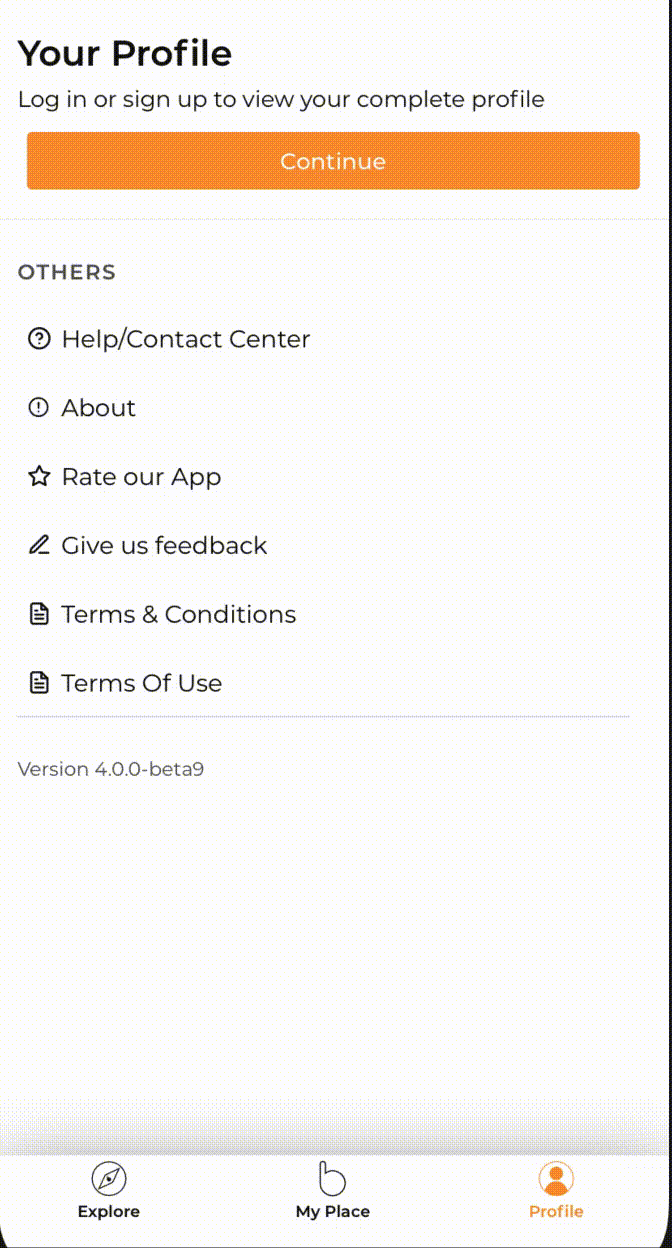 Your Profile
Log in or sign up to view your complete profile
Continue
OTHERS
Help/Contact Center
About
Rate our App
Give us feedback
Terms & Conditions
Terms Of Use
Version 4.0.0-beta9
Explore
My Place
Profile